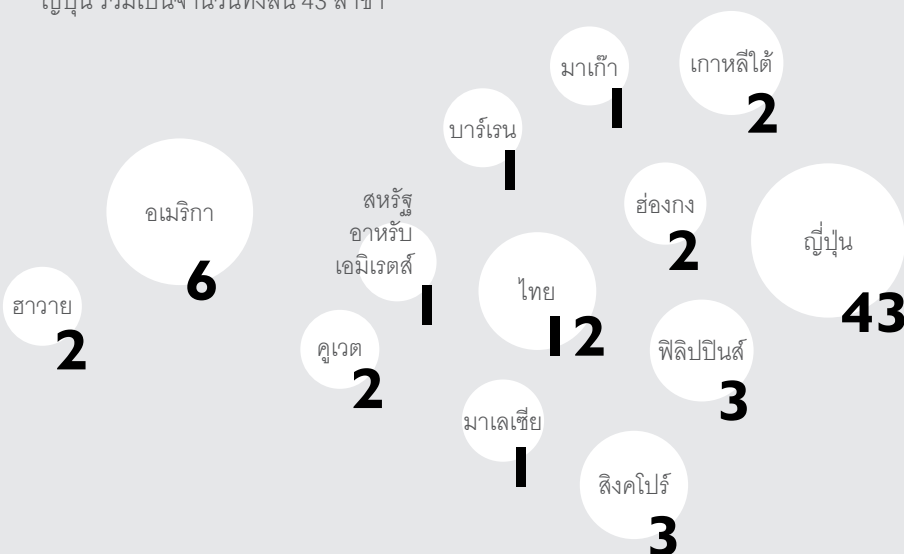 ญี่ปุ่น รวมเป็นจำนวนทั้งสิ้น 43 สาขา
มาเก๊า
1
เกาหลีใต้
2
บาร์เรน
1
อเมริกา
6
สหรัฐ
อาหรับ
เอมิเรตส์
1
ฮ่องกง
2
ญี่ปุ่น
43
ฮาวาย
2
ไทย
12
คูเวต
2
ฟิลิปปินส์
3
มาเลเซีย
1
สิงคโปร์
3